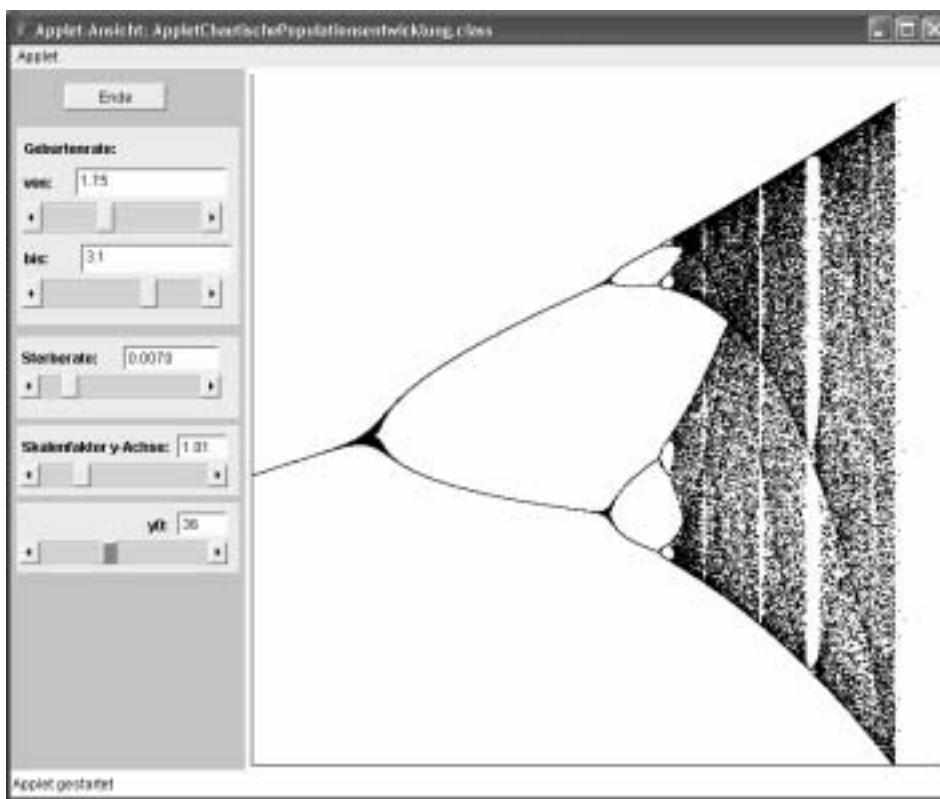 Applet-Ansicht: AppletChaotischePopulationsentwicklung.class
Applet
Ende
Geburtenrate:
von: 1.75
bis: 3.1
Sterberate: 0.0070
Skalenfaktor y-Achse: 1.01
y0: 36
Applet gestartet